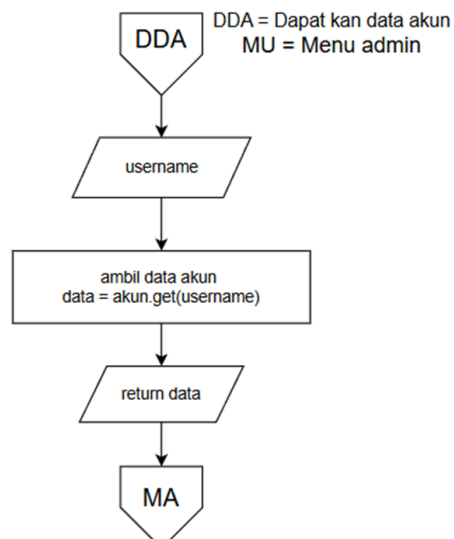 DDA
DDA = Dapat kan data akun
MU = Menu admin
username
ambil data akun
data = akun.get(username)
return data
MA